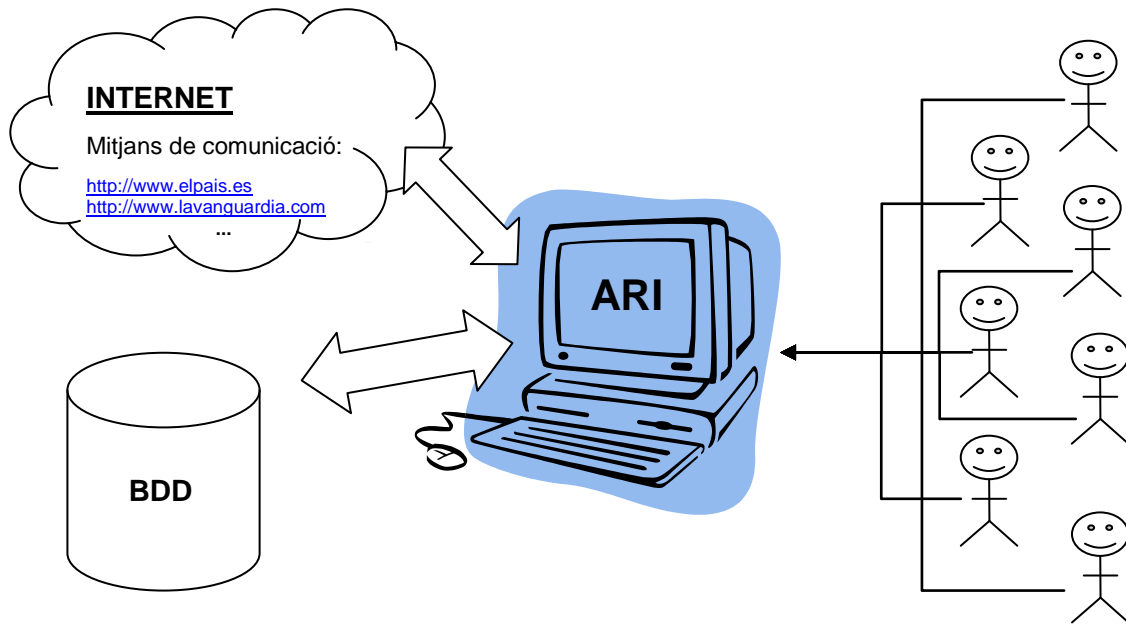 INTERNET
Mitjans de comunicació:
http://www.elpais.es
http://www.lavanguardia.com
...
ARI
BDD